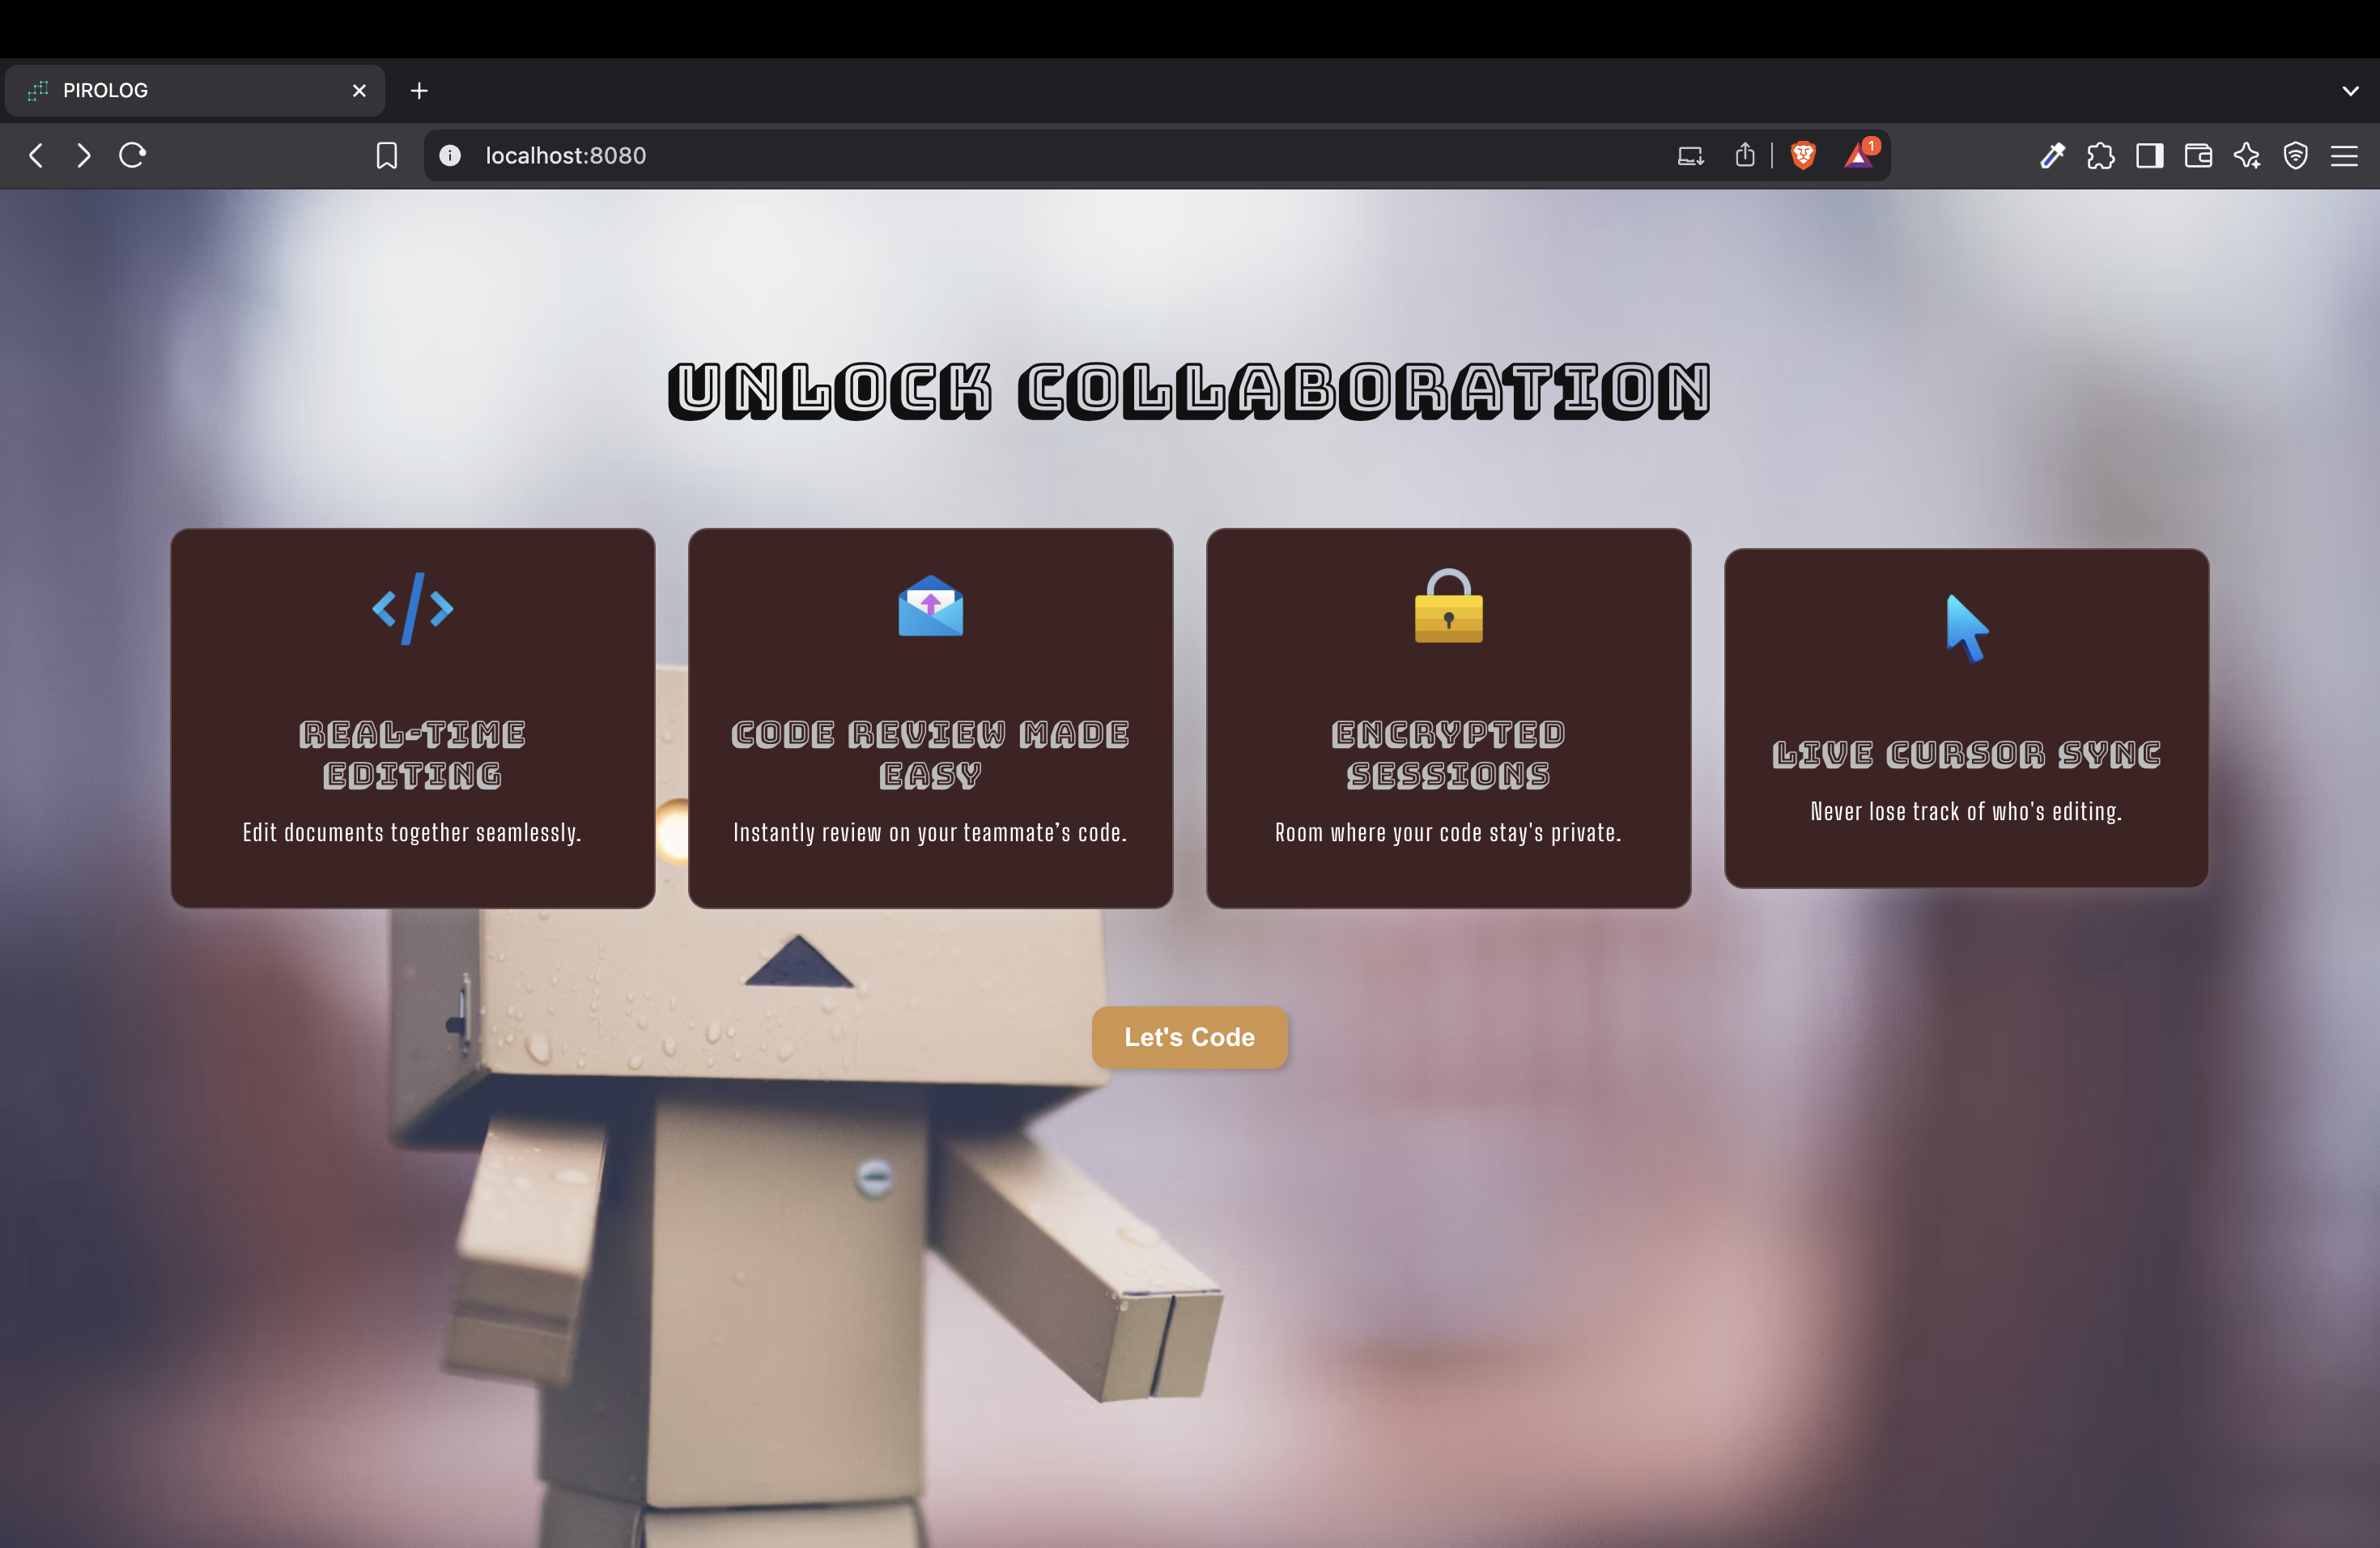 PIROLOG
localhost:8080
1
UNLOCK COLLABORATION
REAL-TIME
EDITING
Edit documents together seamlessly.
CODE REVIEW MADE
EASY
Instantly review on your teammate's code.
ENCRYPTED
SESSIONS
Room where your code stay's private.
LIVE CURSOR SYNC
Never lose track of who's editing.
Let's Code